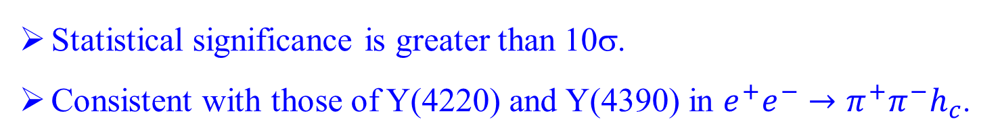 ➢ Statistical significance is greater than 10σ.
➢ Consistent with those of Y(4220) and Y(4390) in e⁺e⁻ → π⁺π⁻h_c.